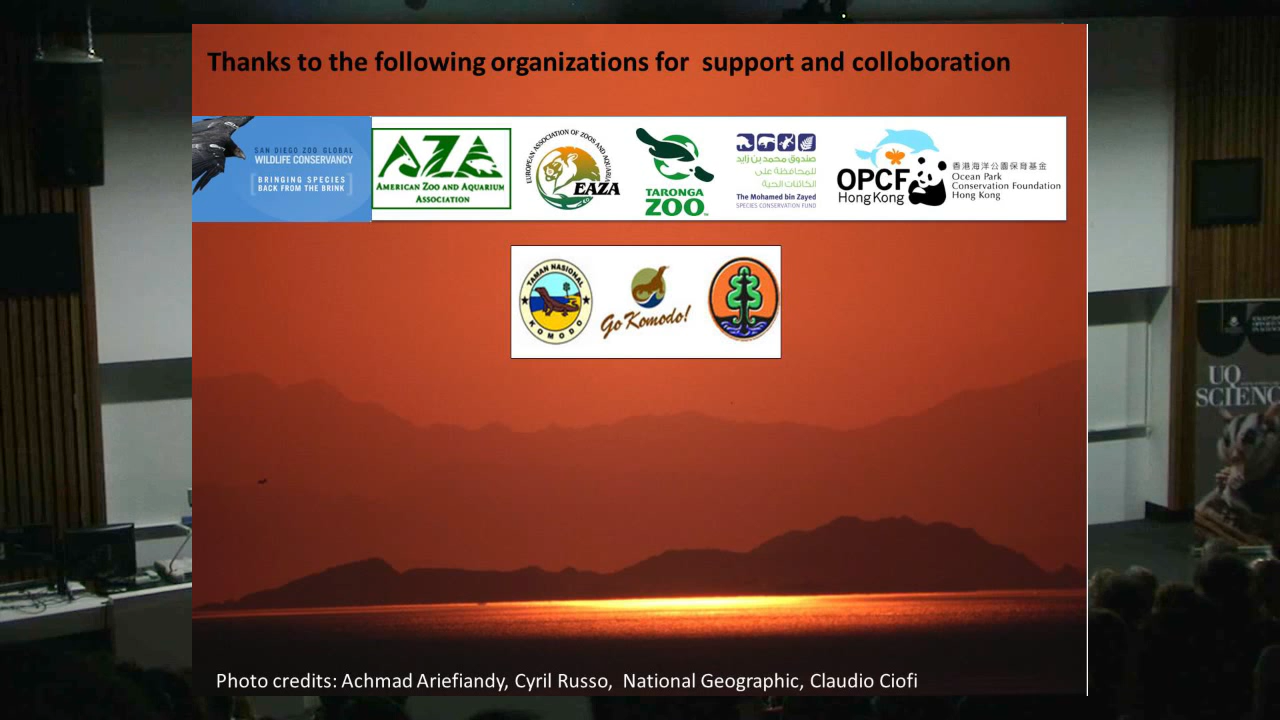 Thanks to the following organizations for  support and colloboration
SAN DIEGO ZOO GLOBAL
WILDLIFE CONSERVANCY
BRINGING SPECIES
BACK FROM THE BRINK
AZA
AMERICAN ZOO AND AQUARIUM
ASSOCIATION
EUROPEAN ASSOCIATION OF ZOOS AND AQUARIA
EAZA
TARONGA
ZOO
صندوق محمد بن زايد
للمحافظة على
الكائنات الحية
The Mohamed bin Zayed
SPECIES CONSERVATION FUND
OPCF
Hong Kong
香港海洋公園保育基金
Ocean Park
Conservation Foundation
Hong Kong
TAMAN NASIONAL
KOMODO
Go Komodo!
UQ
SCIENC
Photo credits: Achmad Ariefiandy, Cyril Russo,  National Geographic, Claudio Ciofi